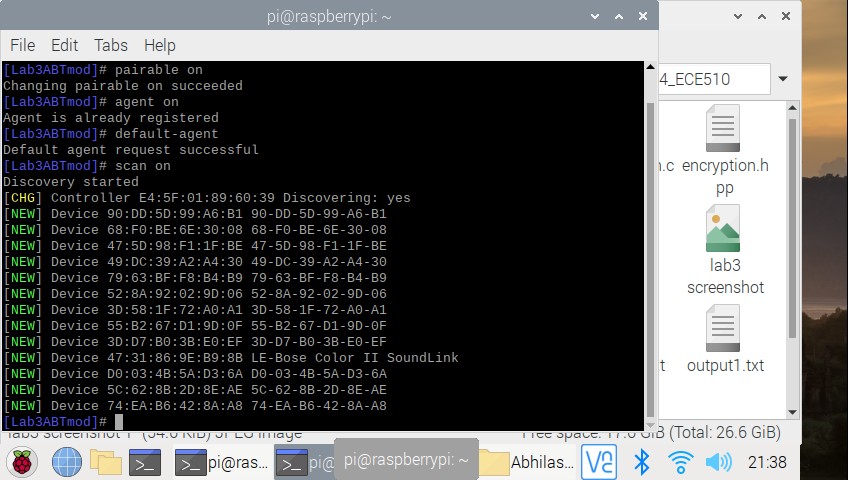 pi@raspberrypi: ~
File Edit Tabs Help
[Lab3ABTmod]# pairable on
Changing pairable on succeeded
[Lab3ABTmod]# agent on
Agent is already registered
[Lab3ABTmod]# default-agent
Default agent request successful
[Lab3ABTmod]# scan on
Discovery started
[CHG] Controller E4:5F:01:89:60:39 Discovering: yes
[NEW] Device 90:DD:5D:99:A6:B1 90-DD-5D-99-A6-B1
[NEW] Device 68:F0:BE:6E:30:08 68-F0-BE-6E-30-08
[NEW] Device 47:5D:98:F1:1F:BE 47-5D-98-F1-1F-BE
[NEW] Device 49:DC:39:A2:A4:30 49-DC-39-A2-A4-30
[NEW] Device 79:63:BF:F8:B4:B9 79-63-BF-F8-B4-B9
[NEW] Device 52:8A:92:02:9D:06 52-8A-92-02-9D-06
[NEW] Device 3D:58:1F:72:A0:A1 3D-58-1F-72-A0-A1
[NEW] Device 55:B2:67:D1:9D:0F 55-B2-67-D1-9D-0F
[NEW] Device 3D:D7:B0:3B:E0:EF 3D-D7-B0-3B-E0-EF
[NEW] Device 47:31:86:9E:B9:8B LE-Bose Color II SoundLink
[NEW] Device D0:03:4B:5A:D3:6A D0-03-4B-5A-D3-6A
[NEW] Device 5C:62:8B:2D:8E:AE 5C-62-8B-2D-8E-AE
[NEW] Device 74:EA:B6:42:8A:A8 74-EA-B6-42-8A-A8
[Lab3ABTmod]#
4_ECE510
n.c encryption.h
pp
lab3
screenshot
t output1.txt
lab3 screenshot 1" (54.0 KiB) JPEG image Free space: 17.0 GiB (Total: 26.6 GiB)
pi@ras... pi@ pi@raspberrypi: ~ Abhilas... 21:38